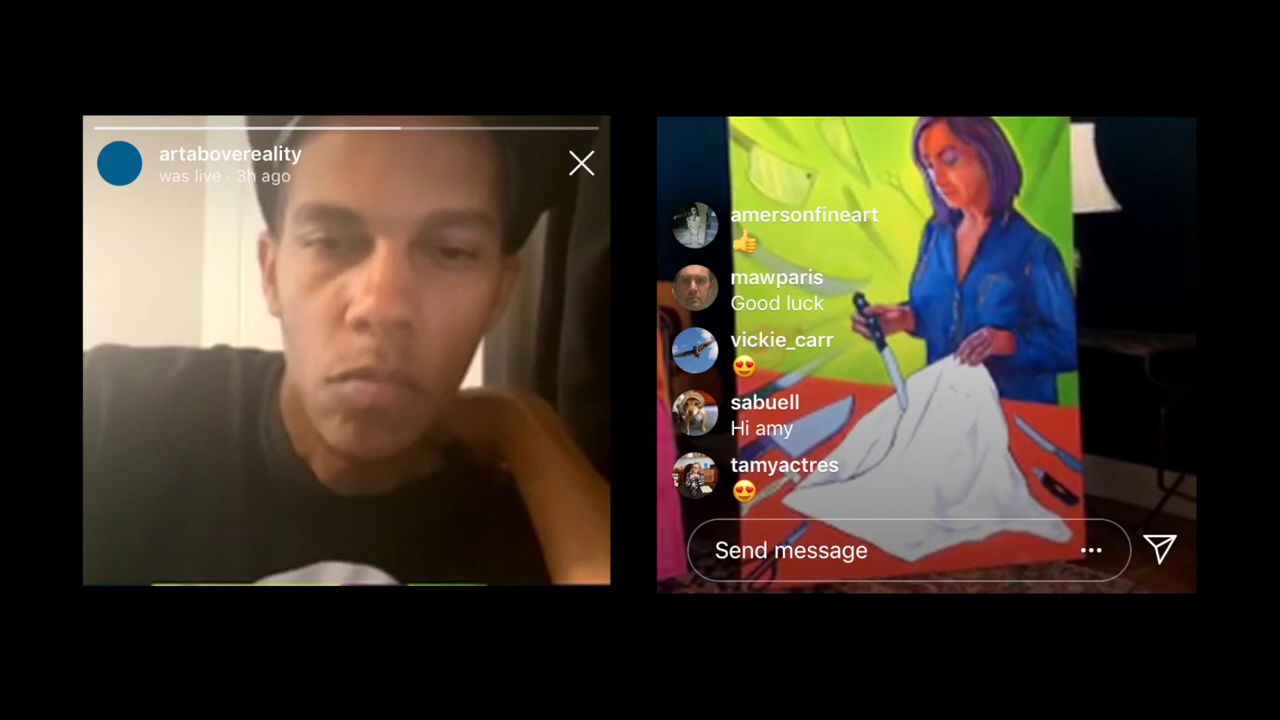 artabovereality
was live · 3h ago
amersonfineart
👍
mawparis
Good luck
vickie_carr
😍
sabuell
Hi amy
tamyactres
😍
Send message